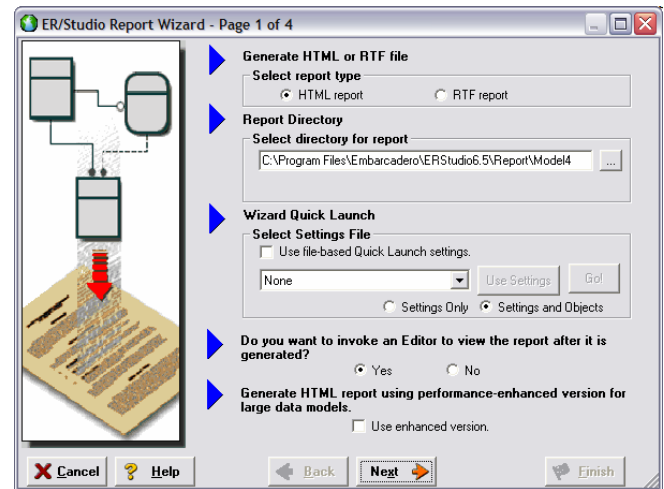 ER/Studio Report Wizard - Page 1 of 4
Generate HTML or RTF file
Select report type
HTML report RTF report
Report Directory
Select directory for report
C:\Program Files\Embarcadero\ERStudio6.5\Report\Model4 ...
Wizard Quick Launch
Select Settings File
Use file-based Quick Launch settings.
None Use Settings Go!
Settings Only Settings and Objects
Do you want to invoke an Editor to view the report after it is
generated?
Yes No
Generate HTML report using performance-enhanced version for
large data models.
Use enhanced version.
Cancel Help Back Next Finish